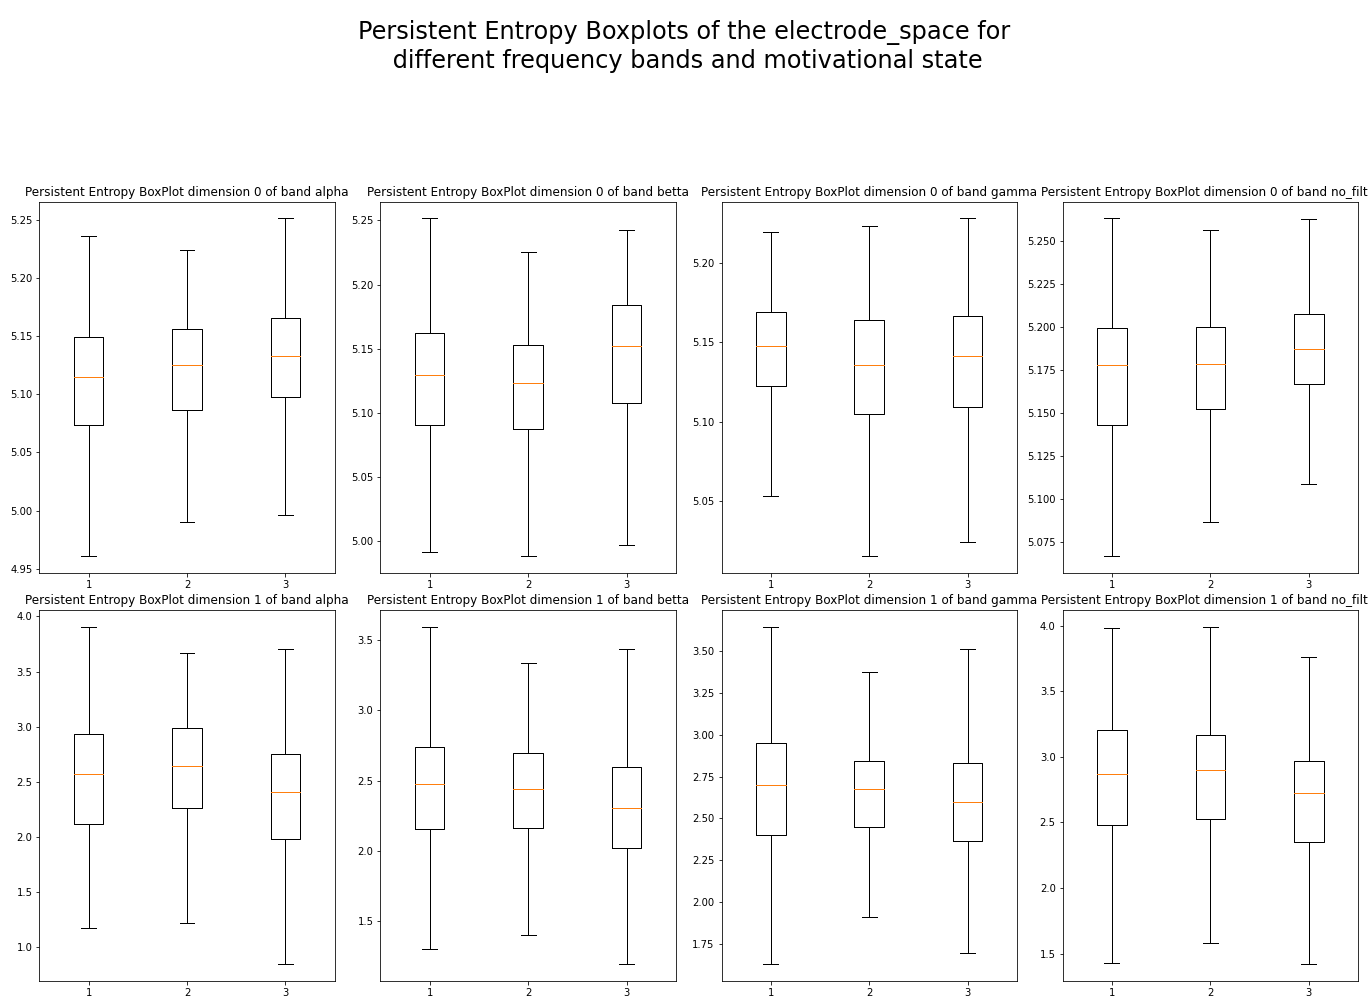 Persistent Entropy Boxplots of the electrode_space for
different frequency bands and motivational state
Persistent Entropy BoxPlot dimension 0 of band alpha
5.25
5.20
5.15
5.10
5.05
5.00
4.95
1 2 3
Persistent Entropy BoxPlot dimension 0 of band betta
5.25
5.20
5.15
5.10
5.05
5.00
1 2 3
Persistent Entropy BoxPlot dimension 0 of band gamma
5.20
5.15
5.10
5.05
1 2 3
Persistent Entropy BoxPlot dimension 0 of band no_filt
5.250
5.225
5.200
5.175
5.150
5.125
5.100
5.075
1 2 3
Persistent Entropy BoxPlot dimension 1 of band alpha
4.0
3.5
3.0
2.5
2.0
1.5
1.0
1 2 3
Persistent Entropy BoxPlot dimension 1 of band betta
3.5
3.0
2.5
2.0
1.5
1 2 3
Persistent Entropy BoxPlot dimension 1 of band gamma
3.50
3.25
3.00
2.75
2.50
2.25
2.00
1.75
1 2 3
Persistent Entropy BoxPlot dimension 1 of band no_filt
4.0
3.5
3.0
2.5
2.0
1.5
1 2 3